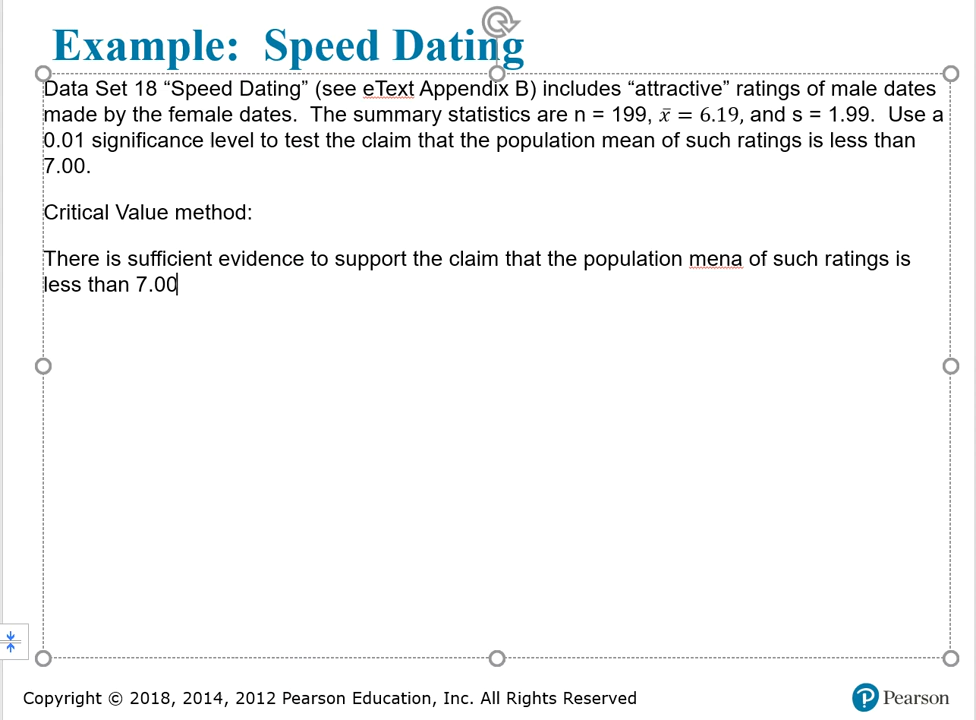 Example:  Speed Dating
Data Set 18 “Speed Dating” (see eText Appendix B) includes “attractive” ratings of male dates
made by the female dates.  The summary statistics are n = 199, x̄ = 6.19, and s = 1.99.  Use a
0.01 significance level to test the claim that the population mean of such ratings is less than
7.00.
Critical Value method:
There is sufficient evidence to support the claim that the population mena of such ratings is
less than 7.00
Copyright © 2018, 2014, 2012 Pearson Education, Inc. All Rights Reserved
P Pearson